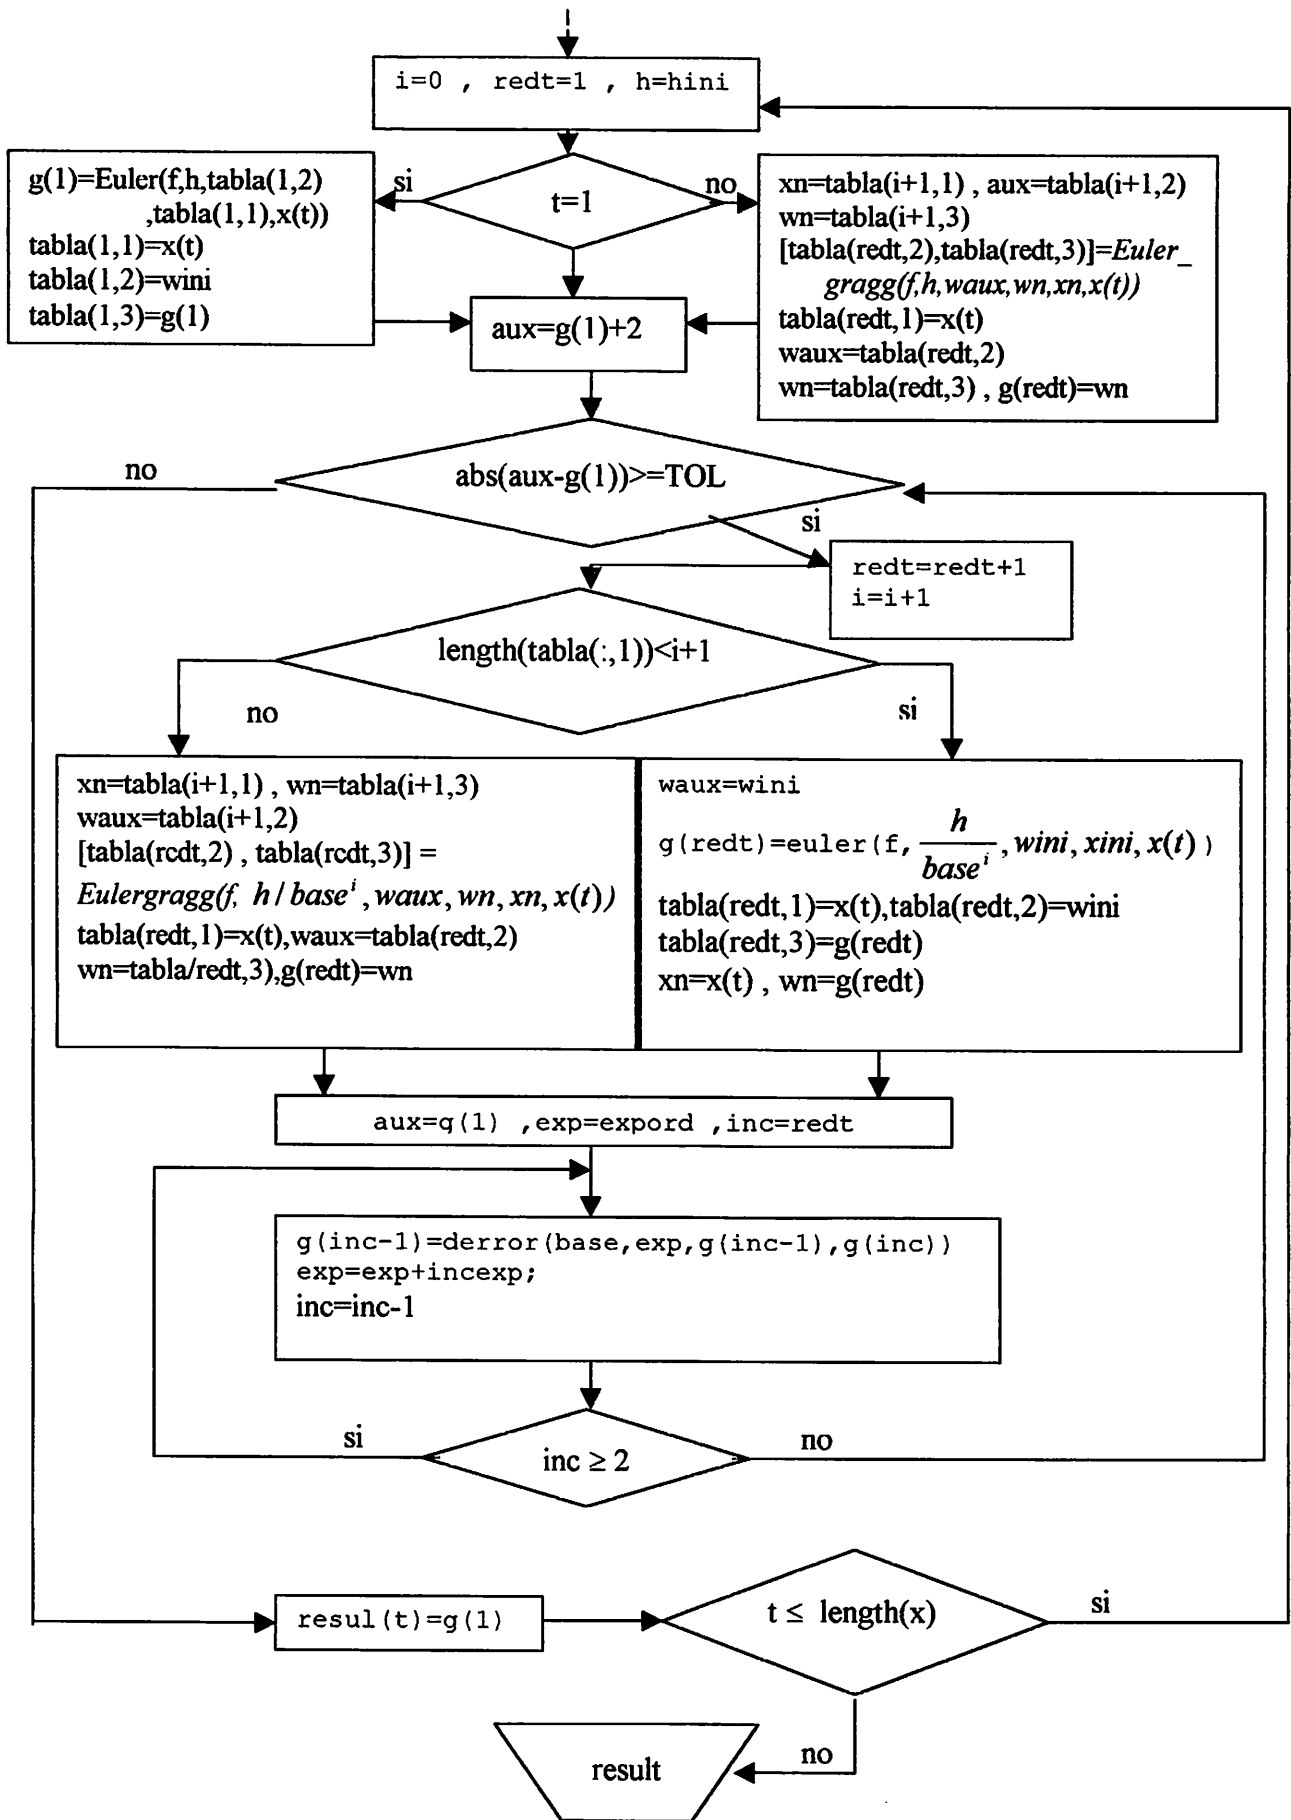 i=0 , redt=1 , h=hini
g(1)=Euler(f,h,tabla(1,2)
,tabla(1,1),x(t))
tabla(1,1)=x(t)
tabla(1,2)=wini
tabla(1,3)=g(1)
si
t=1
no
xn=tabla(i+1,1) , aux=tabla(i+1,2)
wn=tabla(i+1,3)
[tabla(redt,2),tabla(redt,3)]=Euler_
gragg(f,h,waux,wn,xn,x(t))
tabla(redt,1)=x(t)
waux=tabla(redt,2)
wn=tabla(redt,3) , g(redt)=wn
aux=g(1)+2
no
abs(aux-g(1))>=TOL
si
redt=redt+1
i=i+1
length(tabla(:,1))<i+1
no
si
xn=tabla(i+1,1) , wn=tabla(i+1,3)
waux=tabla(i+1,2)
[tabla(redt,2) , tabla(redt,3)] =
Eulergragg(f, h / base^i , waux, wn, xn, x(t))
tabla(redt,1)=x(t),waux=tabla(redt,2)
wn=tabla/redt,3),g(redt)=wn
waux=wini
g(redt)=euler(f, h/base^i , wini, xini, x(t) )
tabla(redt,1)=x(t),tabla(redt,2)=wini
tabla(redt,3)=g(redt)
xn=x(t) , wn=g(redt)
aux=g(1) ,exp=expord ,inc=redt
g(inc-1)=derror(base,exp,g(inc-1),g(inc))
exp=exp+incexp;
inc=inc-1
si
inc ≥ 2
no
resul(t)=g(1)
t ≤ length(x)
si
no
result